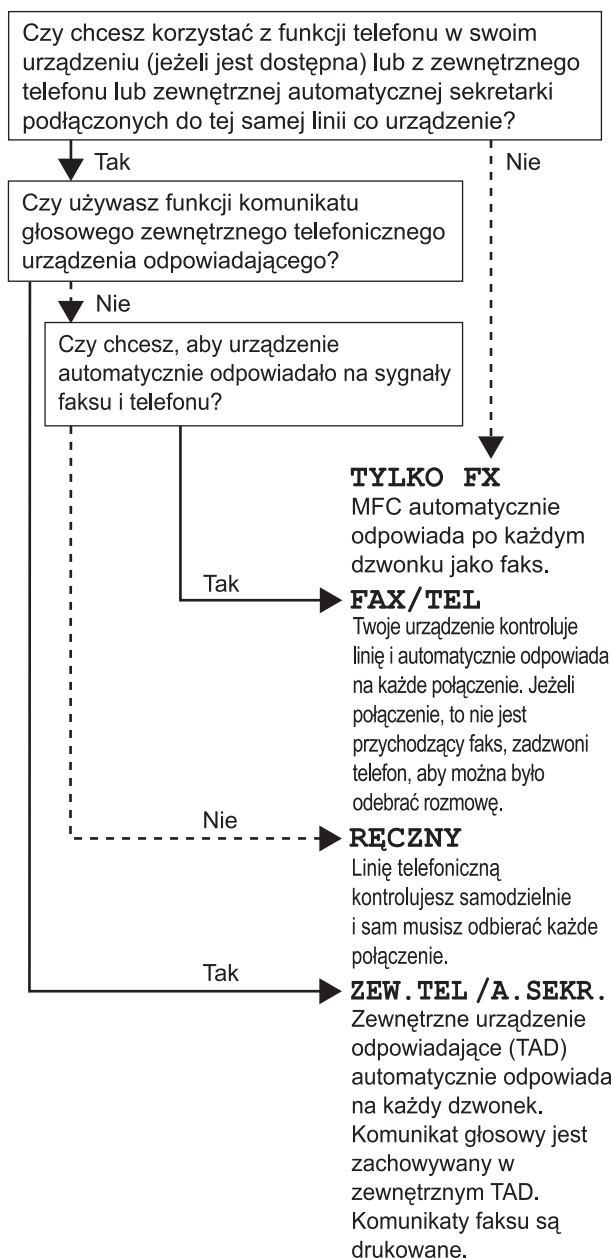 Czy chcesz korzystać z funkcji telefonu w swoim
urządzeniu (jeżeli jest dostępna) lub z zewnętrznego
telefonu lub zewnętrznej automatycznej sekretarki
podłączonych do tej samej linii co urządzenie?
Tak
Nie
Czy używasz funkcji komunikatu
głosowego zewnętrznego telefonicznego
urządzenia odpowiadającego?
Nie
Czy chcesz, aby urządzenie
automatycznie odpowiadało na sygnały
faksu i telefonu?
TYLKO FX
MFC automatycznie
odpowiada po każdym
dzwonku jako faks.
Tak
FAX/TEL
Twoje urządzenie kontroluje
linię i automatycznie odpowiada
na każde połączenie. Jeżeli
połączenie, to nie jest
przychodzący faks, zadzwoni
telefon, aby można było
odebrać rozmowę.
Nie
RĘCZNY
Linię telefoniczną
kontrolujesz samodzielnie
i sam musisz odbierać każde
połączenie.
Tak
ZEW.TEL /A.SEKR.
Zewnętrzne urządzenie
odpowiadające (TAD)
automatycznie odpowiada
na każdy dzwonek.
Komunikat głosowy jest
zachowywany w
zewnętrznym TAD.
Komunikaty faksu są
drukowane.